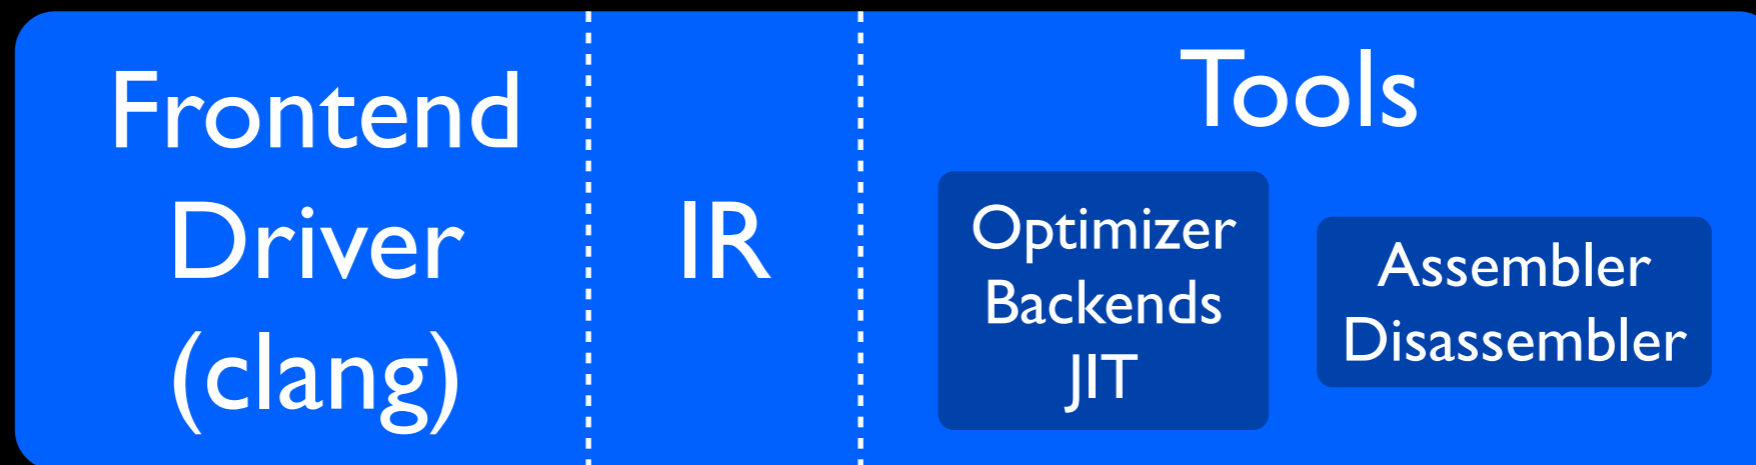 Frontend
Driver
(clang)
IR
Tools
Optimizer
Backends
JIT
Assembler
Disassembler